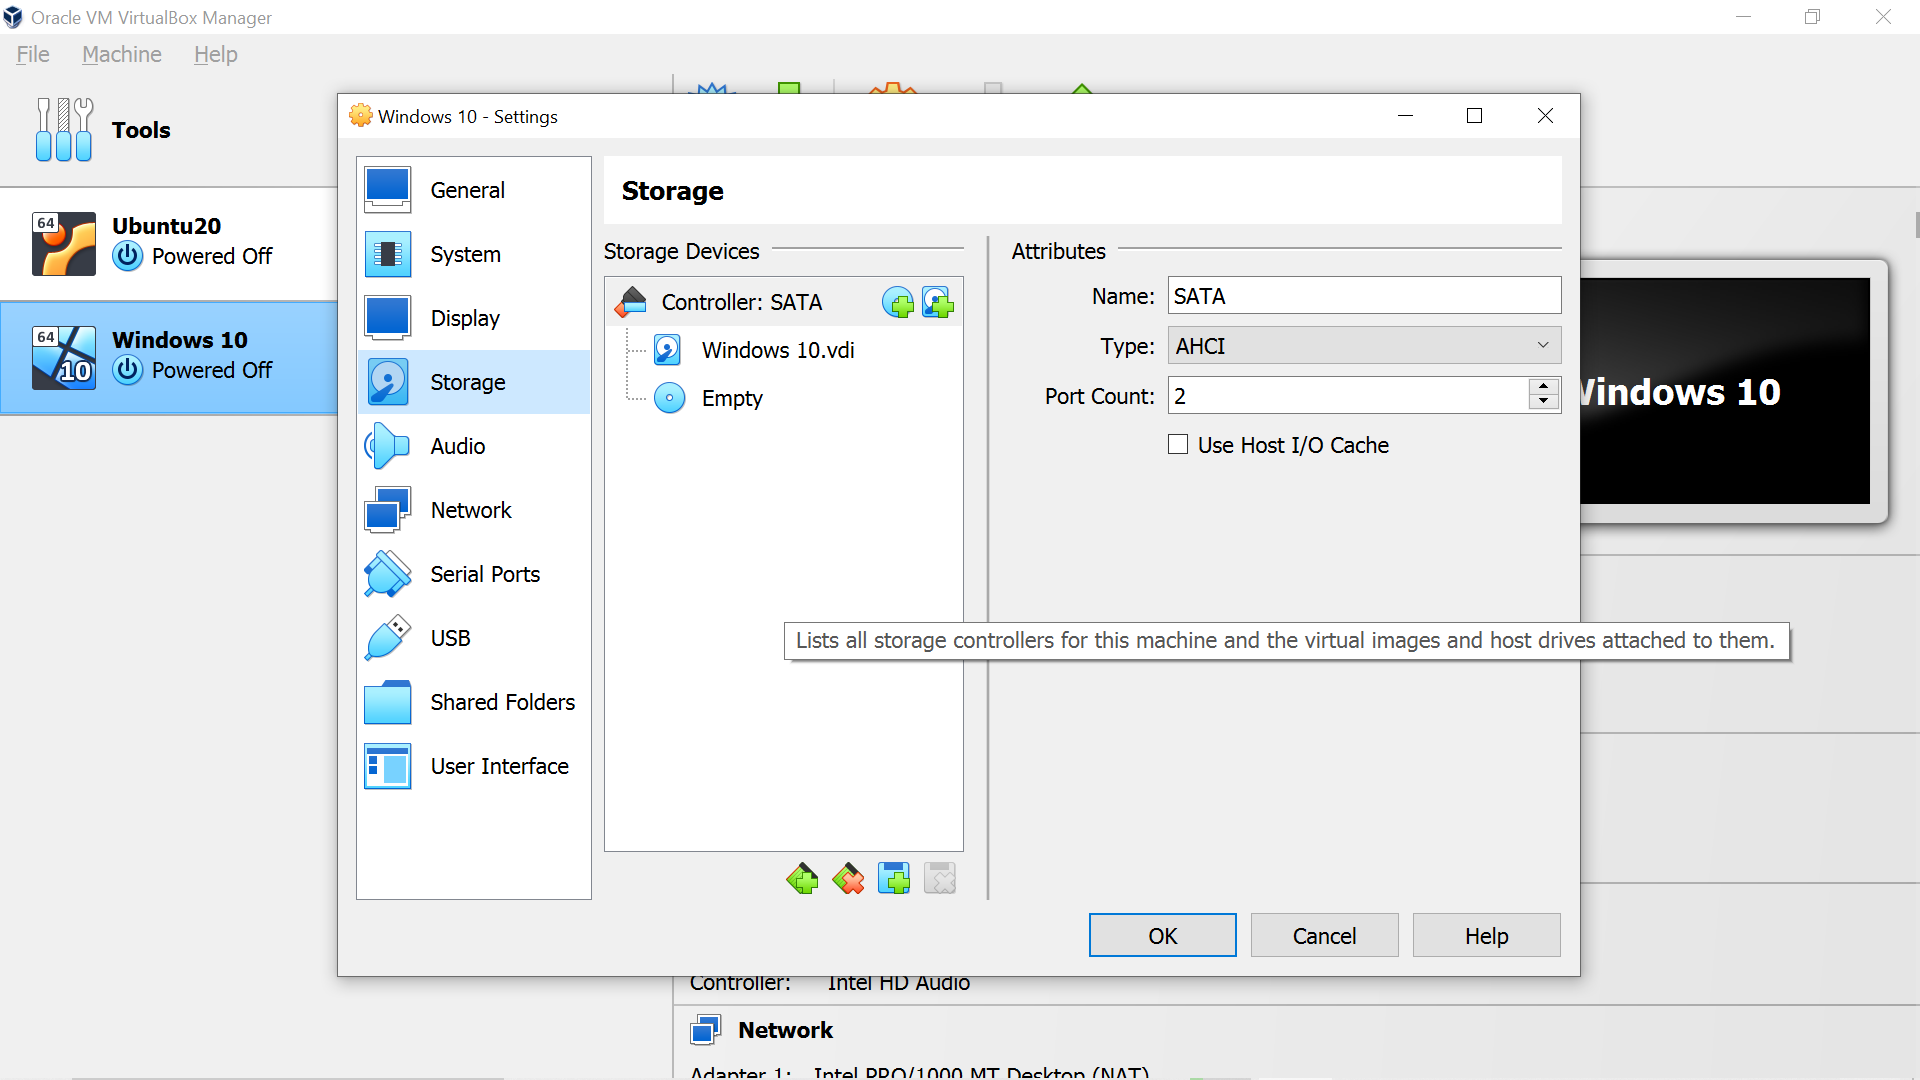 Oracle VM VirtualBox Manager
File Machine Help
Tools
64
Ubuntu20
Powered Off
64
10
Windows 10
Powered Off
Windows 10 - Settings
General
System
Display
Storage
Audio
Network
Serial Ports
USB
Shared Folders
User Interface
Storage
Storage Devices
Controller: SATA
Windows 10.vdi
Empty
Attributes
Name: SATA
Type: AHCI
Port Count: 2
Use Host I/O Cache
Windows 10
Lists all storage controllers for this machine and the virtual images and host drives attached to them.
OK Cancel Help
Controller: Intel HD Audio
Network
Adapter 1: Intel PRO/1000 MT Desktop (NAT)